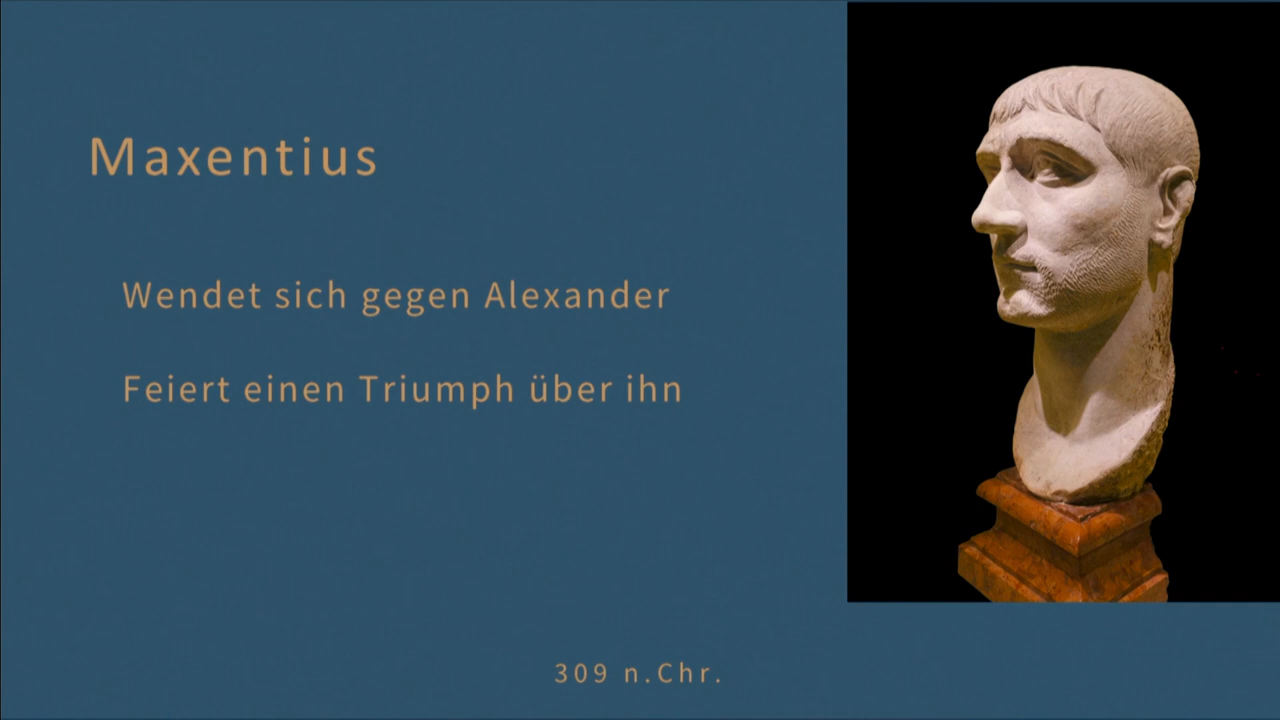 Maxentius
Wendet sich gegen Alexander
Feiert einen Triumph über ihn
309 n.Chr.